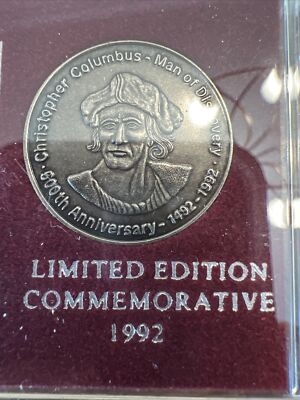 Christopher Columbus - Man of Discovery
· 500th Anniversary - 1492-1992 ·
LIMITED EDITION
COMMEMORATIVE
1992